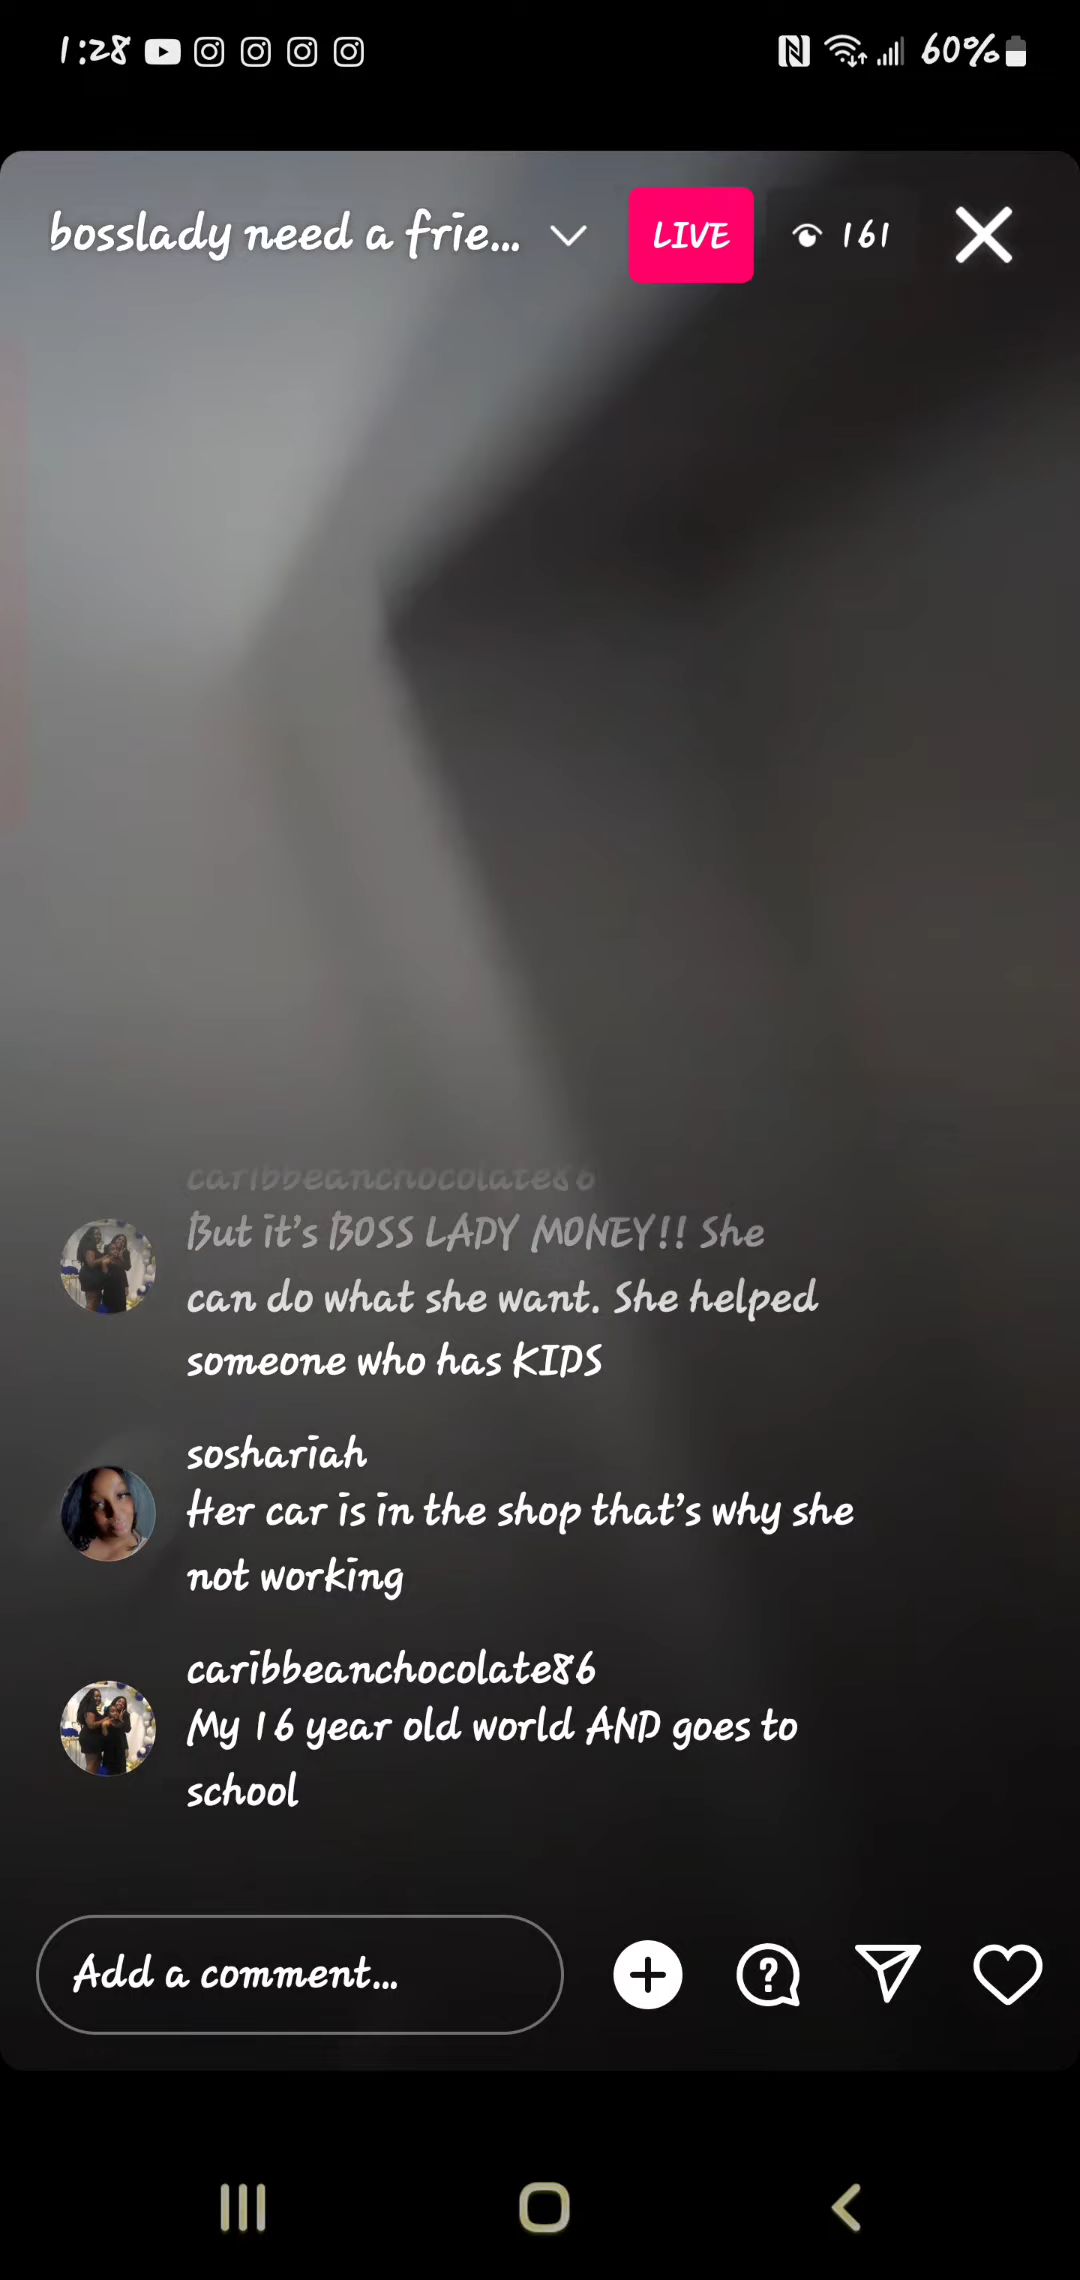 1:28
60%
bosslady need a frie...
LIVE
161
caribbeanchocolate86
But it's BOSS LADY MONEY!! She
can do what she want. She helped
someone who has KIDS
soshariah
Her car is in the shop that's why she
not working
caribbeanchocolate86
My 16 year old world AND goes to
school
Add a comment...